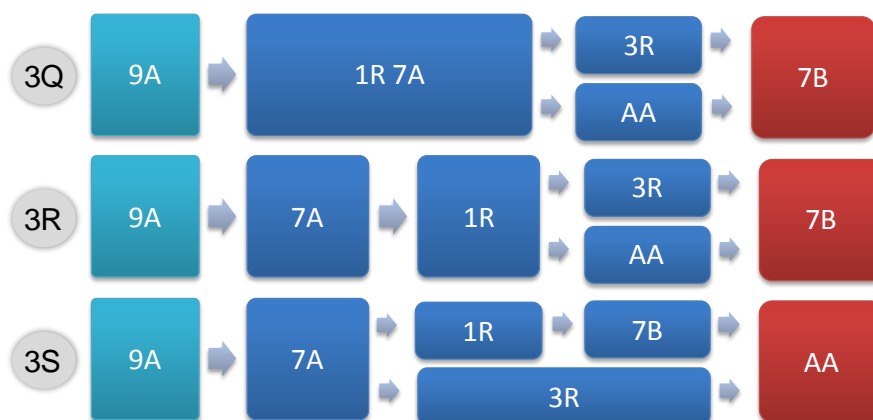 3Q 9A 1R 7A 3R 7B
AA
3R 9A 7A 1R 3R 7B
AA
3S 9A 7A 1R 7B AA
3R